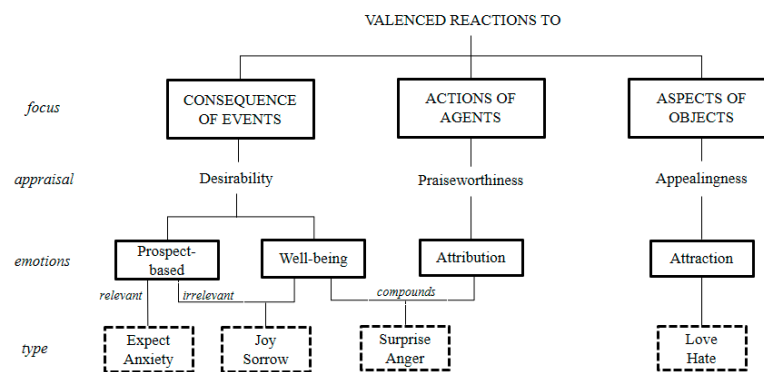 VALENCED REACTIONS TO
focus
CONSEQUENCE
OF EVENTS
ACTIONS OF
AGENTS
ASPECTS OF
OBJECTS
appraisal
Desirability
Praiseworthiness
Appealingness
emotions
Prospect-
based
Well-being
Attribution
Attraction
relevant
irrelevant
compounds
type
Expect
Anxiety
Joy
Sorrow
Surprise
Anger
Love
Hate